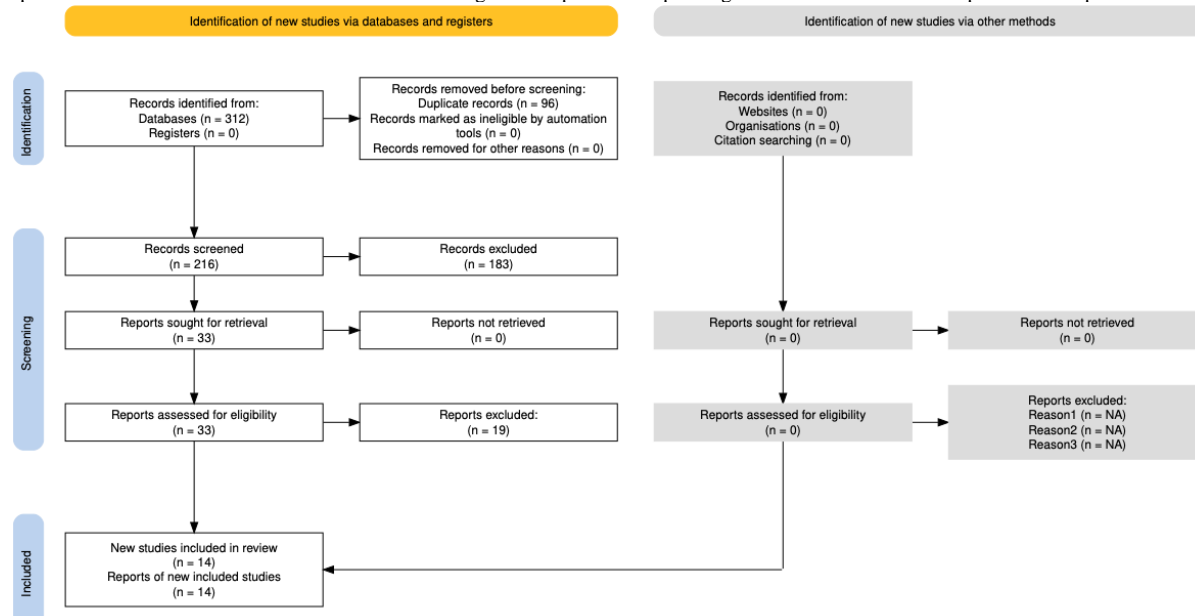 Identification of new studies via databases and registers
Identification of new studies via other methods
Identification
Records identified from:
Databases (n = 312)
Registers (n = 0)
Records removed before screening:
Duplicate records (n = 96)
Records marked as ineligible by automation
tools (n = 0)
Records removed for other reasons (n = 0)
Records identified from:
Websites (n = 0)
Organisations (n = 0)
Citation searching (n = 0)
Screening
Records screened
(n = 216)
Records excluded
(n = 183)
Reports sought for retrieval
(n = 33)
Reports not retrieved
(n = 0)
Reports sought for retrieval
(n = 0)
Reports not retrieved
(n = 0)
Reports assessed for eligibility
(n = 33)
Reports excluded:
(n = 19)
Reports assessed for eligibility
(n = 0)
Reports excluded:
Reason1 (n = NA)
Reason2 (n = NA)
Reason3 (n = NA)
Included
New studies included in review
(n = 14)
Reports of new included studies
(n = 14)